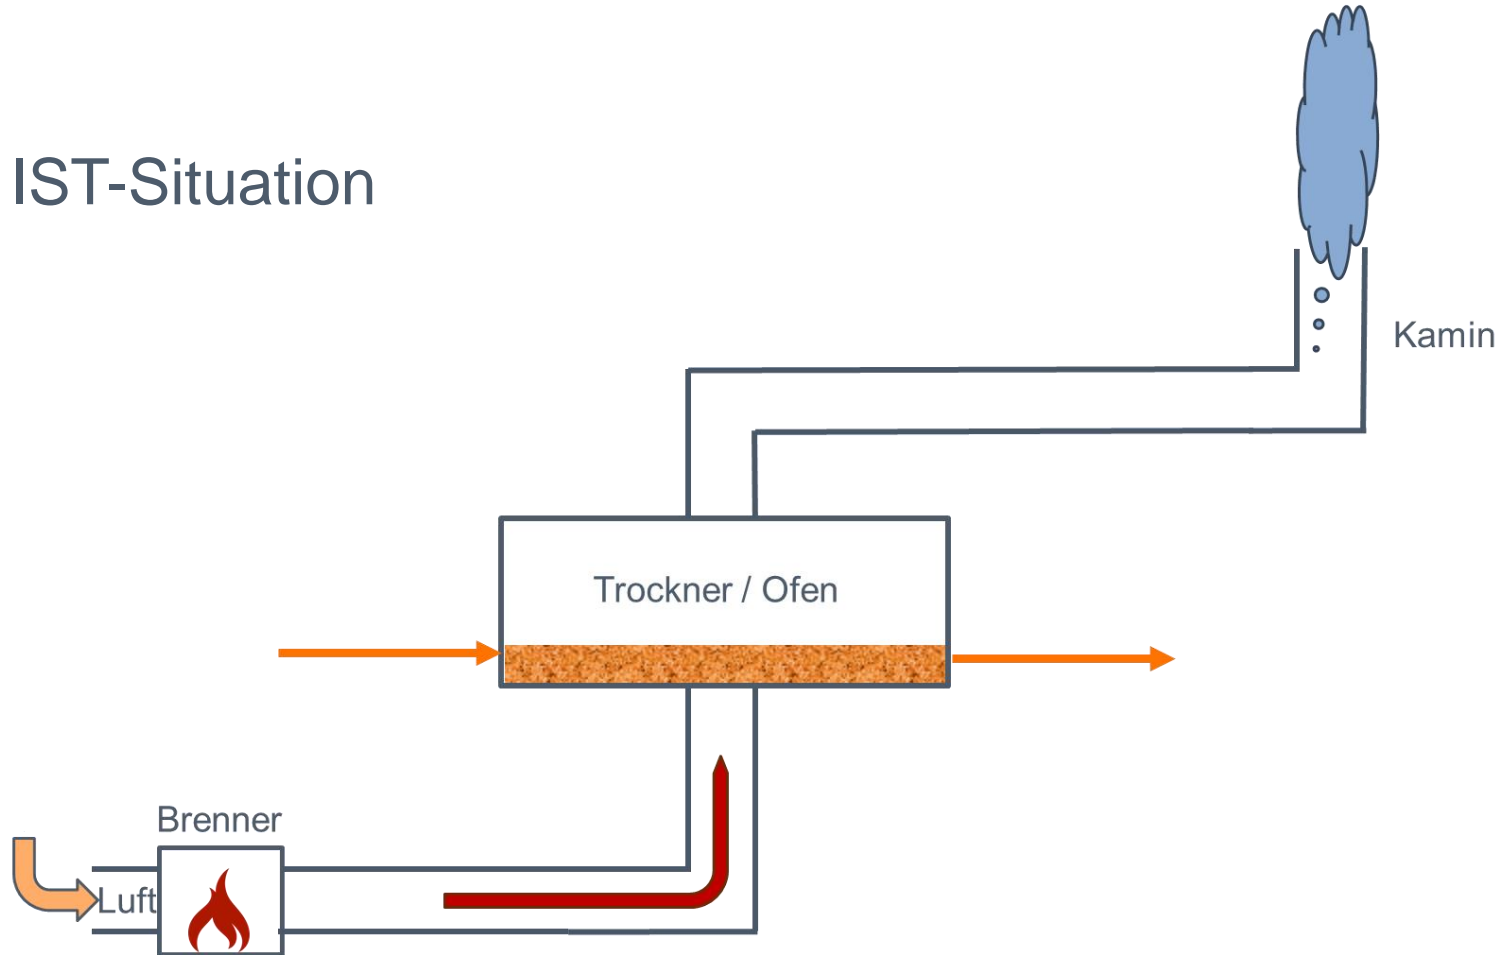 IST-Situation
Kamin
Trockner / Ofen
Brenner
Luft